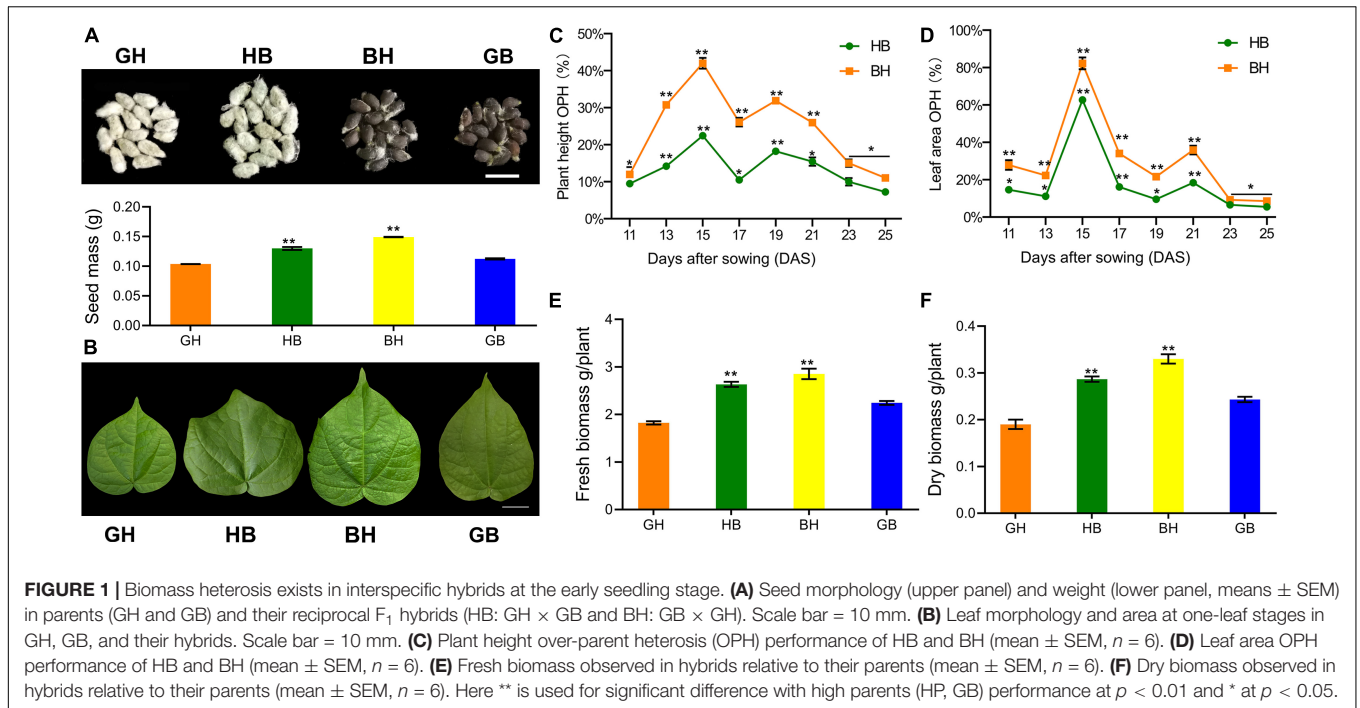 A
GH HB BH GB
Seed mass (g)
0.20
0.15
0.10
0.05
0.00
** **
GH HB BH GB
B
GH HB BH GB
C
Plant height OPH (%)
50%
40%
30%
20%
10%
0%
HB
BH
* ** ** ** ** ** *
** ** * ** *
11 13 15 17 19 21 23 25
Days after sowing (DAS)
D
Leaf area OPH (%)
100%
80%
60%
40%
20%
0%
HB
BH
** ** ** ** ** ** *
* * ** ** * **
11 13 15 17 19 21 23 25
Days after sowing (DAS)
E
Fresh biomass g/plant
4
3
2
1
0
** **
GH HB BH GB
F
Dry biomass g/plant
0.4
0.3
0.2
0.1
0.0
** **
GH HB BH GB
FIGURE 1 | Biomass heterosis exists in interspecific hybrids at the early seedling stage. (A) Seed morphology (upper panel) and weight (lower panel, means ± SEM)
in parents (GH and GB) and their reciprocal F1 hybrids (HB: GH × GB and BH: GB × GH). Scale bar = 10 mm. (B) Leaf morphology and area at one-leaf stages in
GH, GB, and their hybrids. Scale bar = 10 mm. (C) Plant height over-parent heterosis (OPH) performance of HB and BH (mean ± SEM, n = 6). (D) Leaf area OPH
performance of HB and BH (mean ± SEM, n = 6). (E) Fresh biomass observed in hybrids relative to their parents (mean ± SEM, n = 6). (F) Dry biomass observed in
hybrids relative to their parents (mean ± SEM, n = 6). Here ** is used for significant difference with high parents (HP, GB) performance at p < 0.01 and * at p < 0.05.